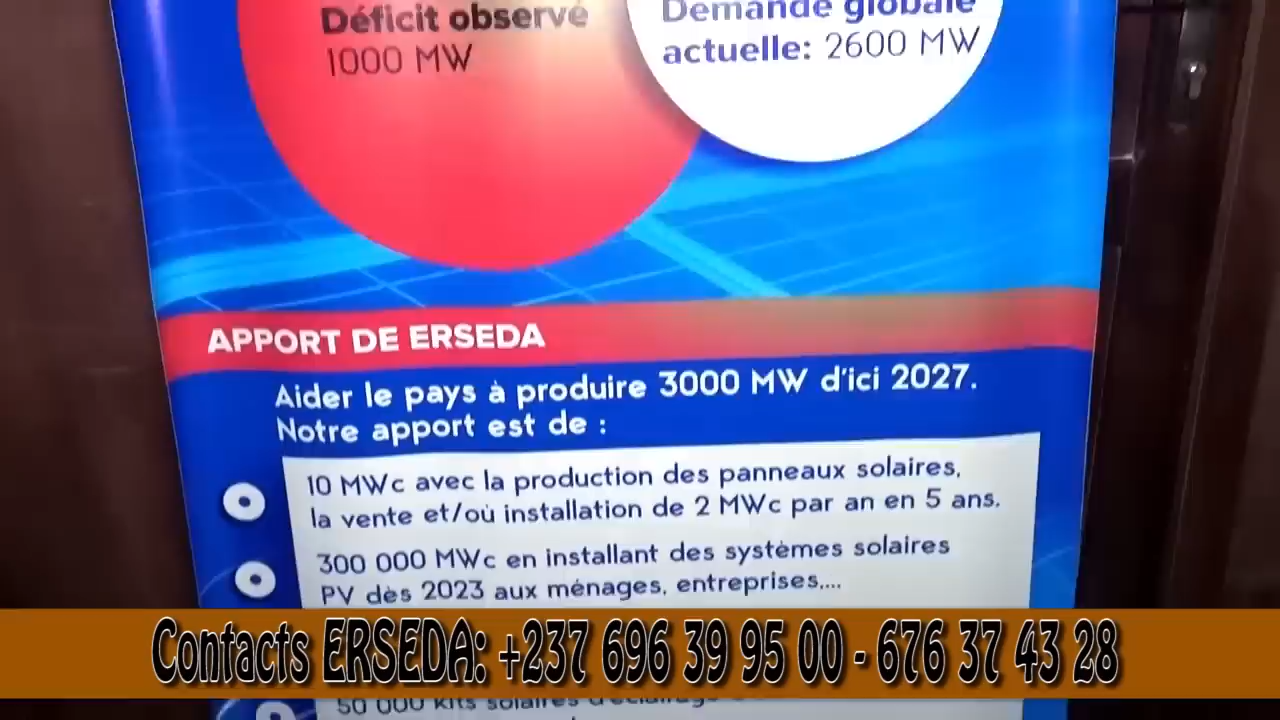 Déficit observé
1000 MW
Demande globale
actuelle: 2600 MW
APPORT DE ERSEDA
Aider le pays à produire 3000 MW d'ici 2027.
Notre apport est de :
10 MWc avec la production des panneaux solaires,
la vente et/où installation de 2 MWc par an en 5 ans.
300 000 MWc en installant des systèmes solaires
PV dès 2023 aux ménages, entreprises,...
Contacts ERSEDA: +237 696 39 95 00 - 676 37 43 28
50 000 kits solaires d'éclairage